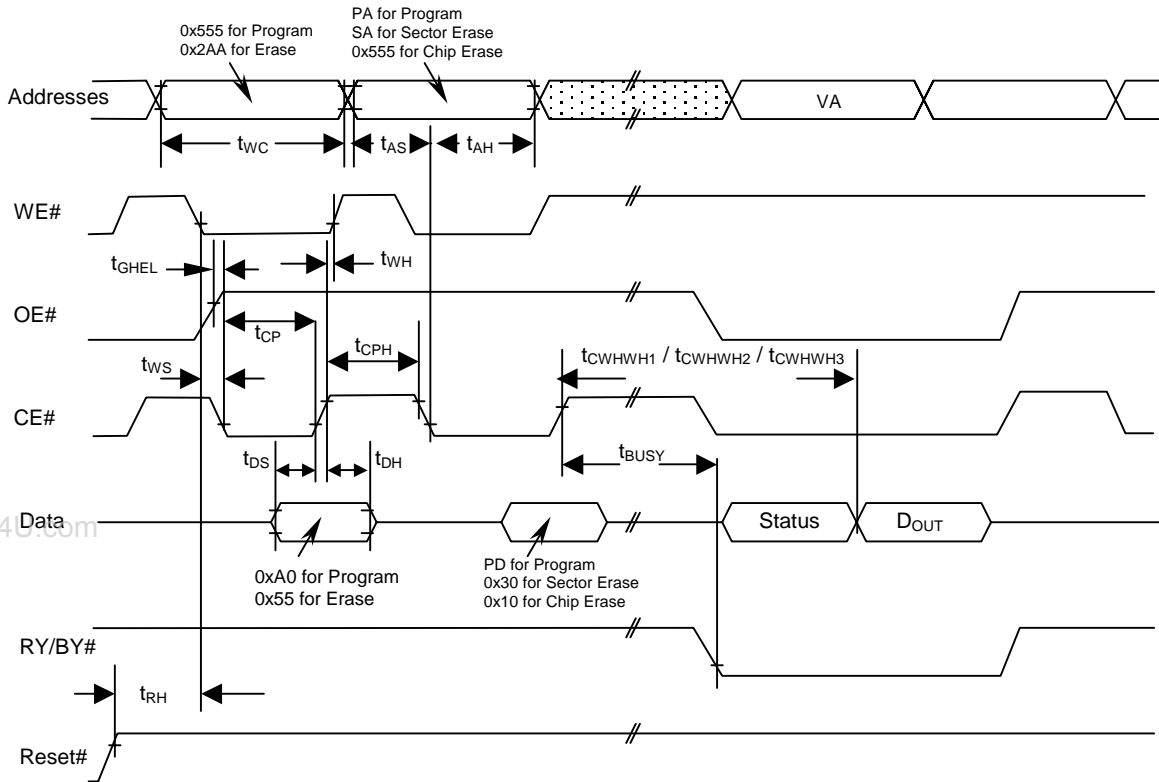 0x555 for Program
0x2AA for Erase
PA for Program
SA for Sector Erase
0x555 for Chip Erase
Addresses
VA
tWC
tAS
tAH
WE#
tGHEL
tWH
OE#
tCP
tCPH
tWS
tCWHWH1 / tCWHWH2 / tCWHWH3
CE#
tBUSY
tDS
tDH
4U.com
Data
Status
DOUT
0xA0 for Program
0x55 for Erase
PD for Program
0x30 for Sector Erase
0x10 for Chip Erase
RY/BY#
tRH
Reset#